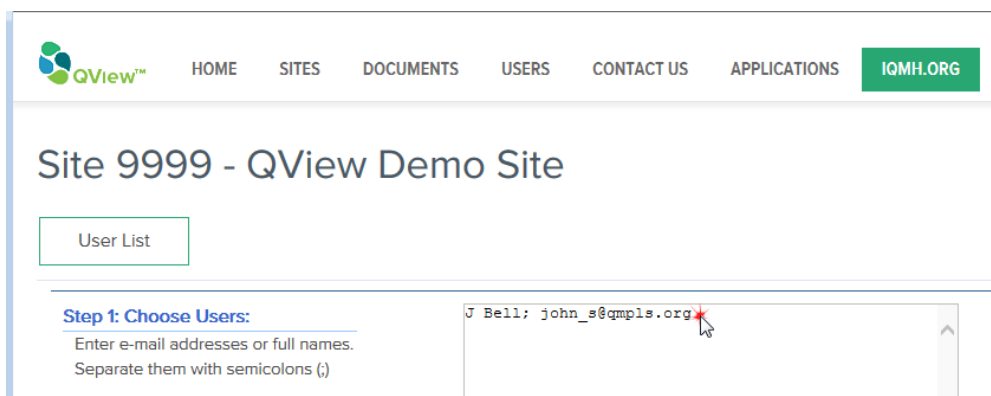 QView™ HOME SITES DOCUMENTS USERS CONTACT US APPLICATIONS IQMH.ORG
Site 9999 - QView Demo Site
User List
Step 1: Choose Users:
Enter e-mail addresses or full names.
Separate them with semicolons (;)
J Bell; john_s@qmpls.org